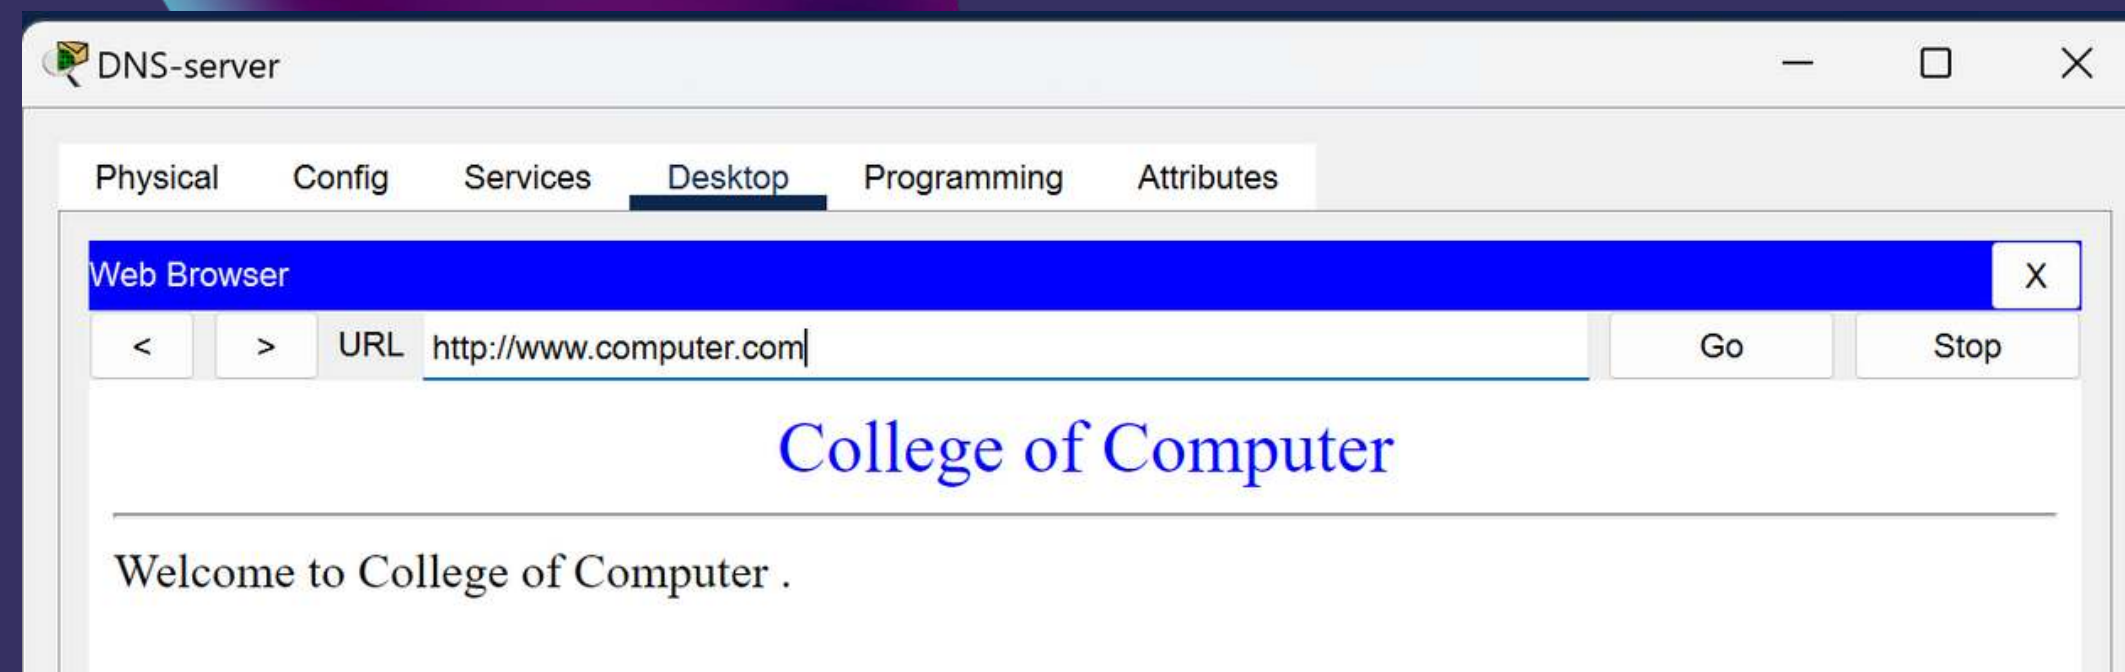 DNS-server
Physical Config Services Desktop Programming Attributes
Web Browser X
< > URL http://www.computer.com Go Stop
College of Computer
Welcome to College of Computer .